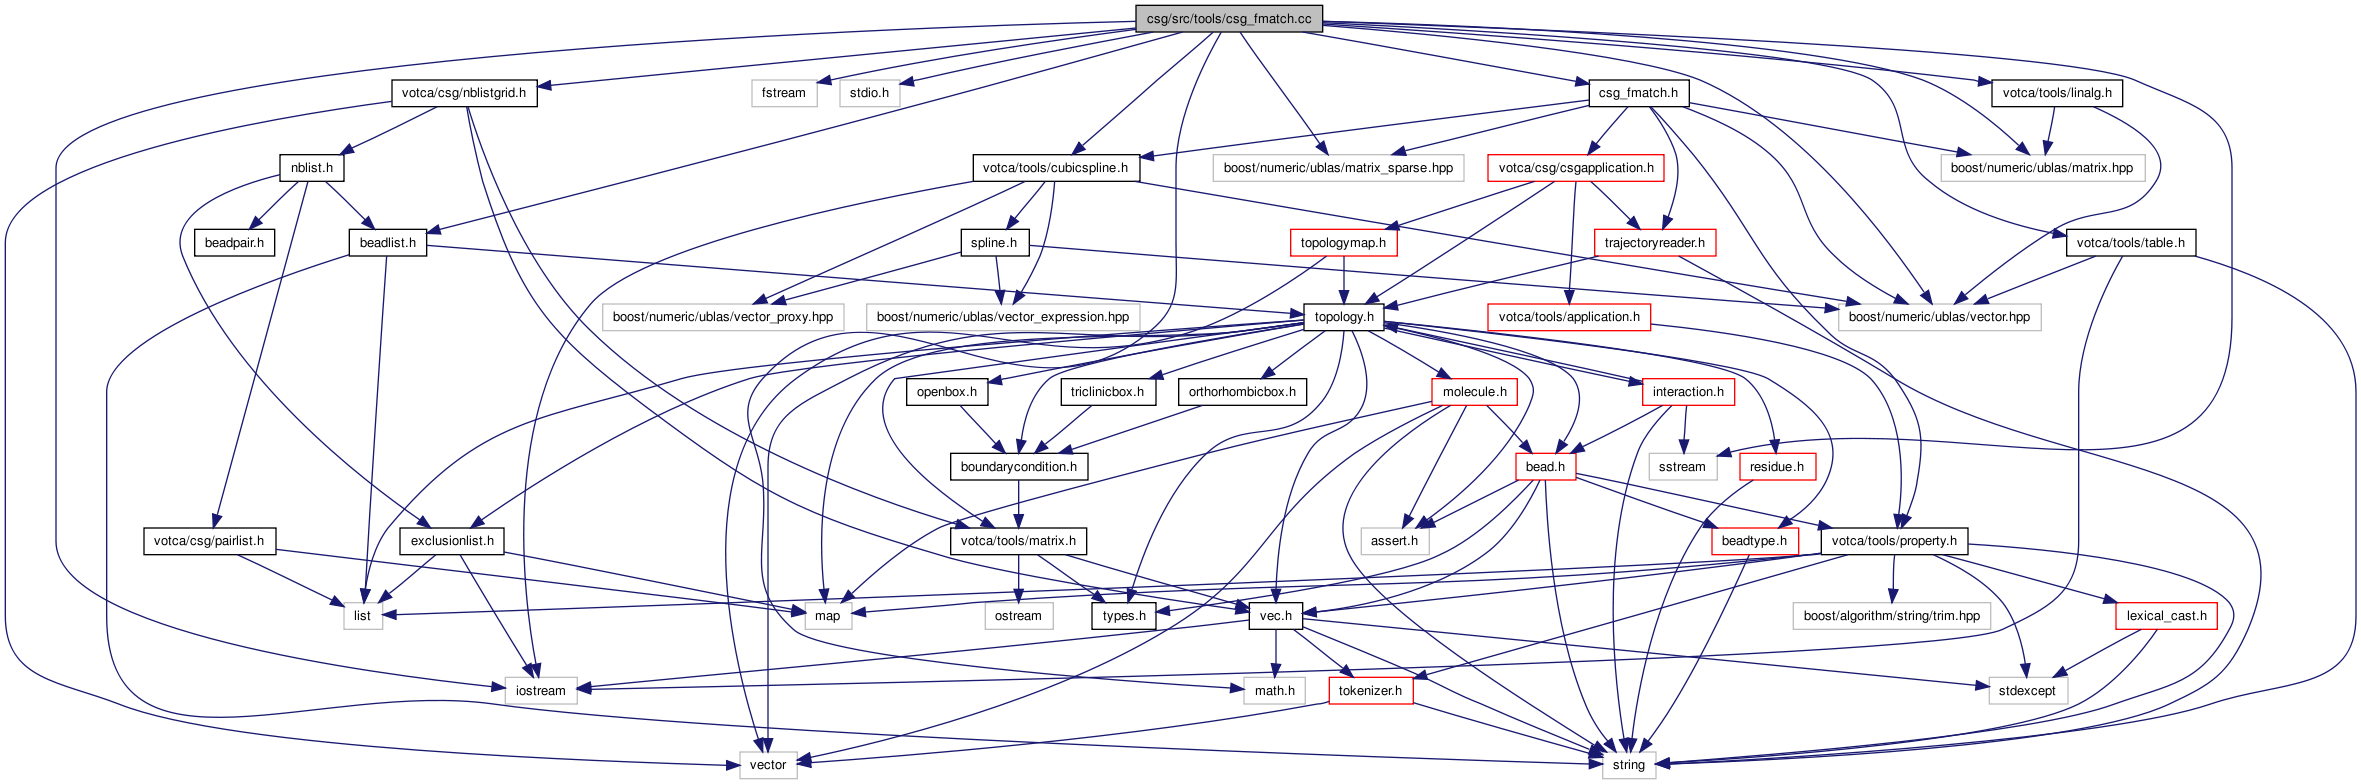 csg/src/tools/csg_fmatch.cc
votca/csg/nblistgrid.h
fstream
stdio.h
csg_fmatch.h
votca/tools/linalg.h
nblist.h
votca/tools/cubicspline.h
boost/numeric/ublas/matrix_sparse.hpp
votca/csg/csgapplication.h
boost/numeric/ublas/matrix.hpp
beadpair.h
beadlist.h
spline.h
topologymap.h
trajectoryreader.h
votca/tools/table.h
boost/numeric/ublas/vector_proxy.hpp
boost/numeric/ublas/vector_expression.hpp
topology.h
votca/tools/application.h
boost/numeric/ublas/vector.hpp
openbox.h
triclinicbox.h
orthorhombicbox.h
molecule.h
interaction.h
boundarycondition.h
bead.h
sstream
residue.h
votca/csg/pairlist.h
exclusionlist.h
votca/tools/matrix.h
assert.h
beadtype.h
votca/tools/property.h
list
map
ostream
types.h
vec.h
boost/algorithm/string/trim.hpp
lexical_cast.h
iostream
math.h
tokenizer.h
stdexcept
vector
string